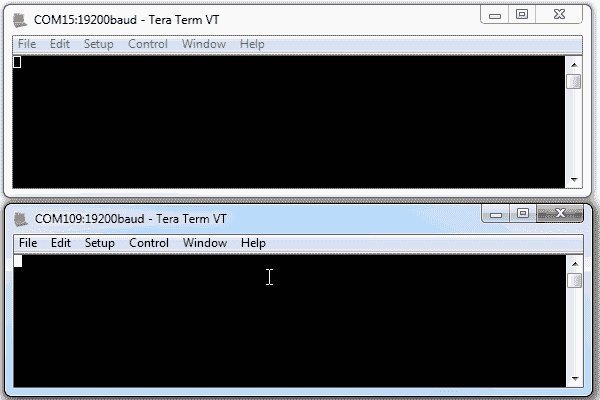 COM15:19200baud - Tera Term VT
File Edit Setup Control Window Help
COM109:19200baud - Tera Term VT
File Edit Setup Control Window Help